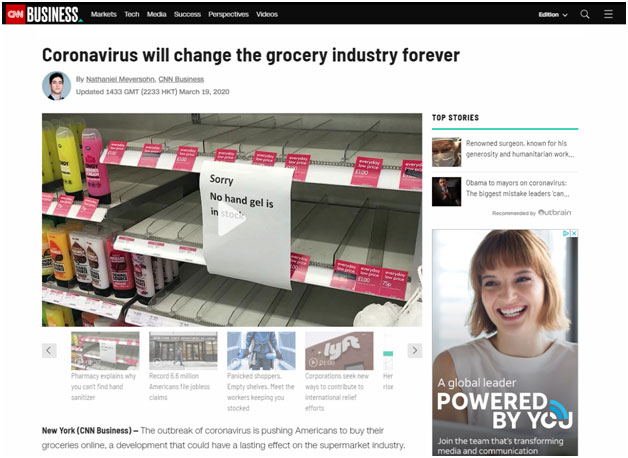 CNN BUSINESS Markets Tech Media Success Perspectives Videos Edition
Coronavirus will change the grocery industry forever
By Nathaniel Meyersohn, CNN Business
Updated 1433 GMT (2233 HKT) March 19, 2020
Sorry
No hand gel is
in stock
everyday low price
£1.00
75p
Pharmacy explains why
you can't find hand
sanitizer
Record 6.6 million
Americans file jobless
claims
Panicked shoppers.
Empty shelves. Meet the
workers keeping you
stocked
lyft
01:00
Corporations seek new
ways to contribute to
international relief
efforts
Her
rise
New York (CNN Business) — The outbreak of coronavirus is pushing Americans to buy their
groceries online, a development that could have a lasting effect on the supermarket industry.
TOP STORIES
Renowned surgeon, known for his
generosity and humanitarian work...
Obama to mayors on coronavirus:
The biggest mistake leaders 'can...
Recommended by Outbrain
A global leader
POWERED
BY YOU
Join the team that's transforming
media and communication